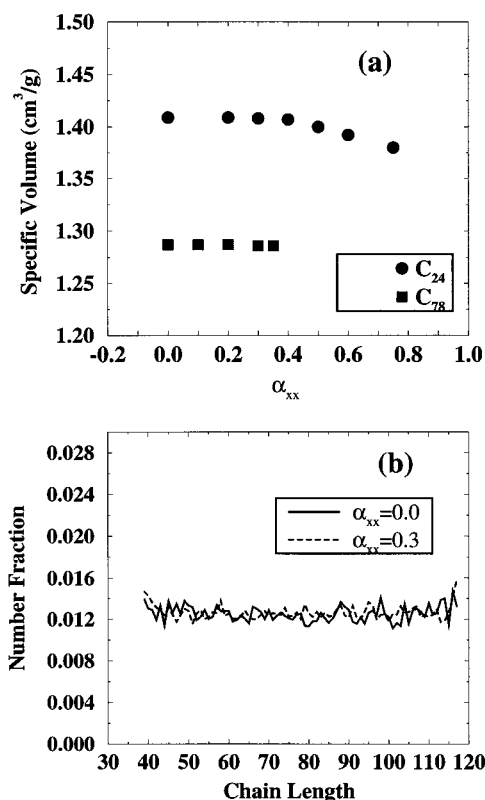 (a)
1.50
1.45
1.40
1.35
1.30
1.25
1.20
Specific Volume (cm³/g)
C₂₄
C₇₈
-0.2 0.0 0.2 0.4 0.6 0.8 1.0
αₓₓ
(b)
0.028
0.024
0.020
0.016
0.012
0.008
0.004
0.000
Number Fraction
αₓₓ=0.0
αₓₓ=0.3
30 40 50 60 70 80 90 100 110 120
Chain Length